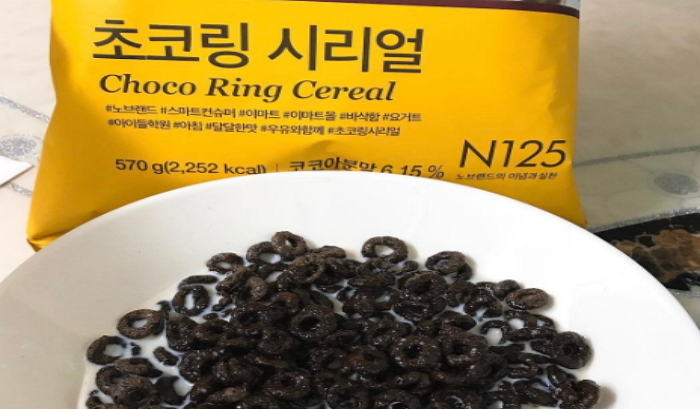 초코링 시리얼
Choco Ring Cereal
#노브랜드 #스마트컨슈머 #이마트 #이마트몰 #바삭함 #요거트
#아이들학원 #아침 #달달한맛 #우유와함께 #초코링시리얼
570 g(2,252 kcal) | 코코아분말 6.15 %
N125
노브랜드의 이념과 실천